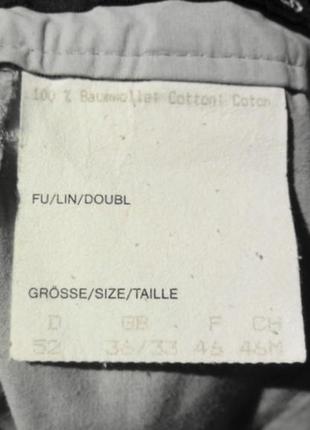 100 % Baumwolle: Cotton: Coton
FU/LIN/DOUBL
GRÖSSE/SIZE/TAILLE
D GB F CH
52 36/33 46 46M